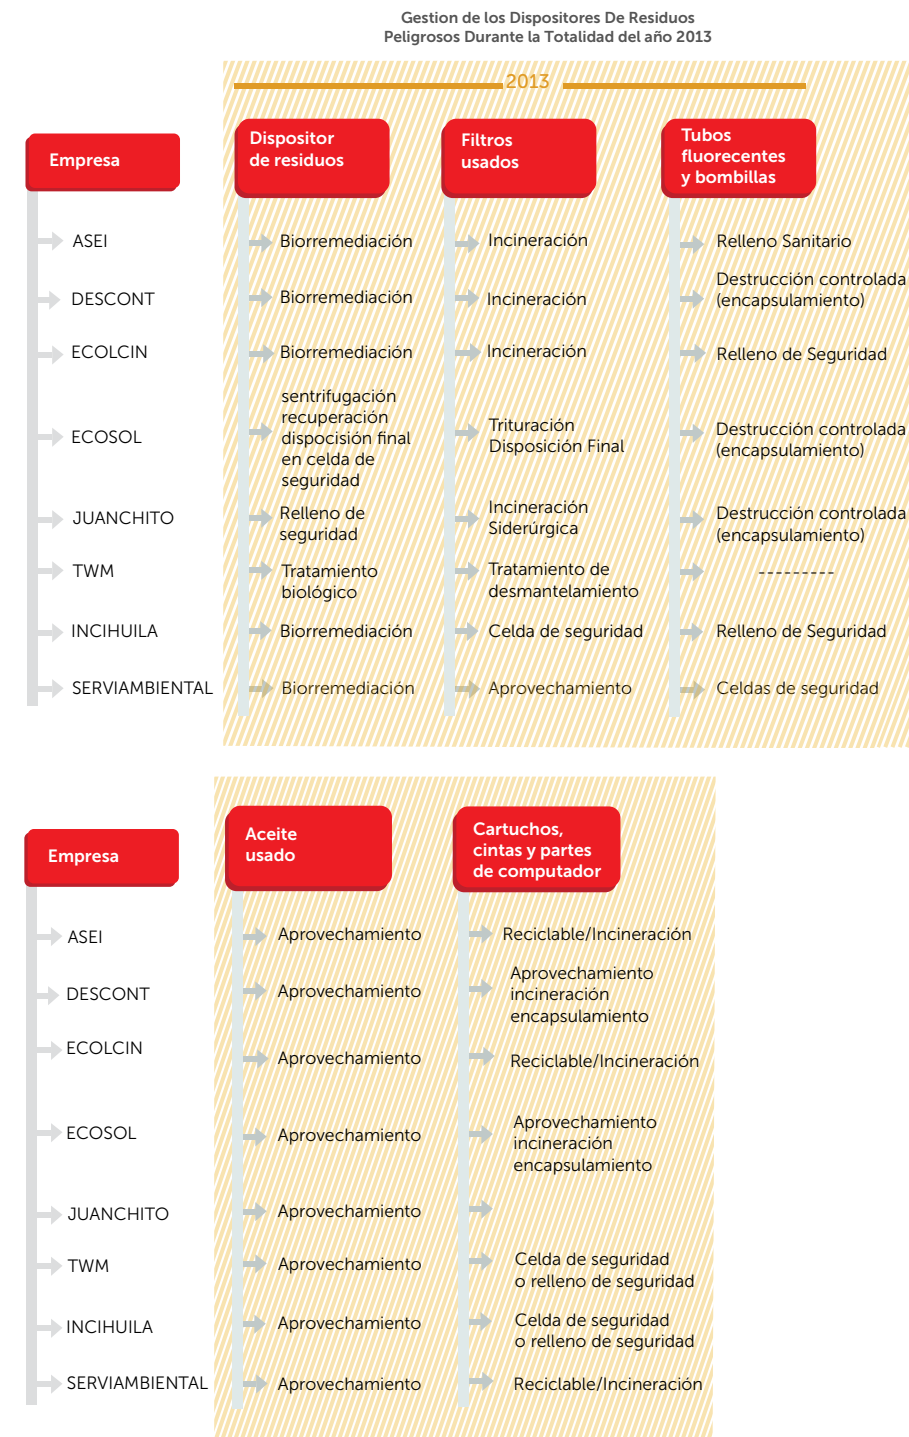 Gestion de los Dispositores De Residuos
Peligrosos Durante la Totalidad del año 2013
2013
Empresa
Dispositor
de residuos
Filtros
usados
Tubos
fluorecentes
y bombillas
ASEI
Biorremediación
Incineración
Relleno Sanitario
DESCONT
Biorremediación
Incineración
Destrucción controlada
(encapsulamiento)
ECOLCIN
Biorremediación
Incineración
Relleno de Seguridad
ECOSOL
sentrifugación
recuperación
dispocisión final
en celda de
seguridad
Trituración
Disposición Final
Destrucción controlada
(encapsulamiento)
JUANCHITO
Relleno de
seguridad
Incineración
Siderúrgica
Destrucción controlada
(encapsulamiento)
TWM
Tratamiento
biológico
Tratamiento de
desmantelamiento
---------
INCIHUILA
Biorremediación
Celda de seguridad
Relleno de Seguridad
SERVIAMBIENTAL
Biorremediación
Aprovechamiento
Celdas de seguridad
Empresa
Aceite
usado
Cartuchos,
cintas y partes
de computador
ASEI
Aprovechamiento
Reciclable/Incineración
DESCONT
Aprovechamiento
Aprovechamiento
incineración
encapsulamiento
ECOLCIN
Aprovechamiento
Reciclable/Incineración
ECOSOL
Aprovechamiento
Aprovechamiento
incineración
encapsulamiento
JUANCHITO
Aprovechamiento
TWM
Aprovechamiento
Celda de seguridad
o relleno de seguridad
INCIHUILA
Aprovechamiento
Celda de seguridad
o relleno de seguridad
SERVIAMBIENTAL
Aprovechamiento
Reciclable/Incineración